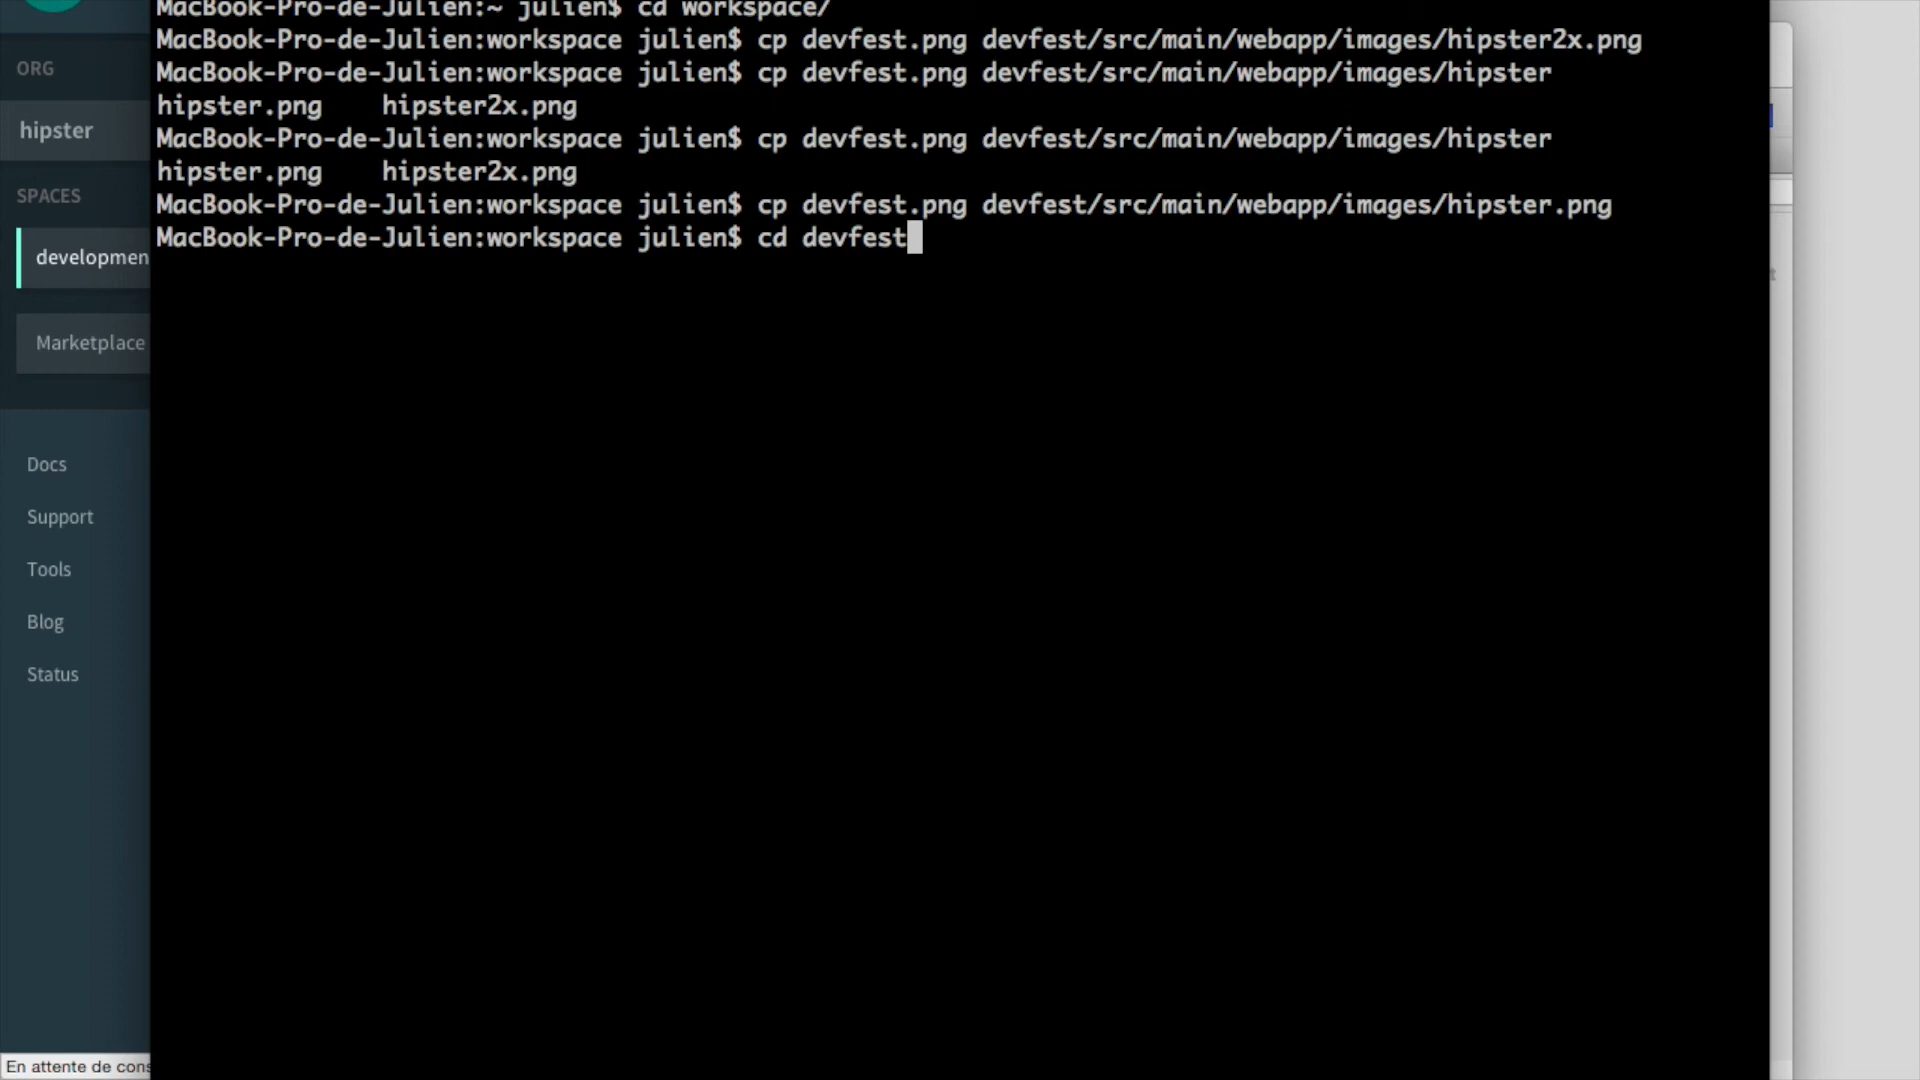 MacBook-Pro-de-Julien:~ julien$ cd workspace/
MacBook-Pro-de-Julien:workspace julien$ cp devfest.png devfest/src/main/webapp/images/hipster2x.png
MacBook-Pro-de-Julien:workspace julien$ cp devfest.png devfest/src/main/webapp/images/hipster
hipster.png    hipster2x.png
MacBook-Pro-de-Julien:workspace julien$ cp devfest.png devfest/src/main/webapp/images/hipster
hipster.png    hipster2x.png
MacBook-Pro-de-Julien:workspace julien$ cp devfest.png devfest/src/main/webapp/images/hipster.png
MacBook-Pro-de-Julien:workspace julien$ cd devfest
ORG
hipster
SPACES
developmen
Marketplace
Docs
Support
Tools
Blog
Status
En attente de cons